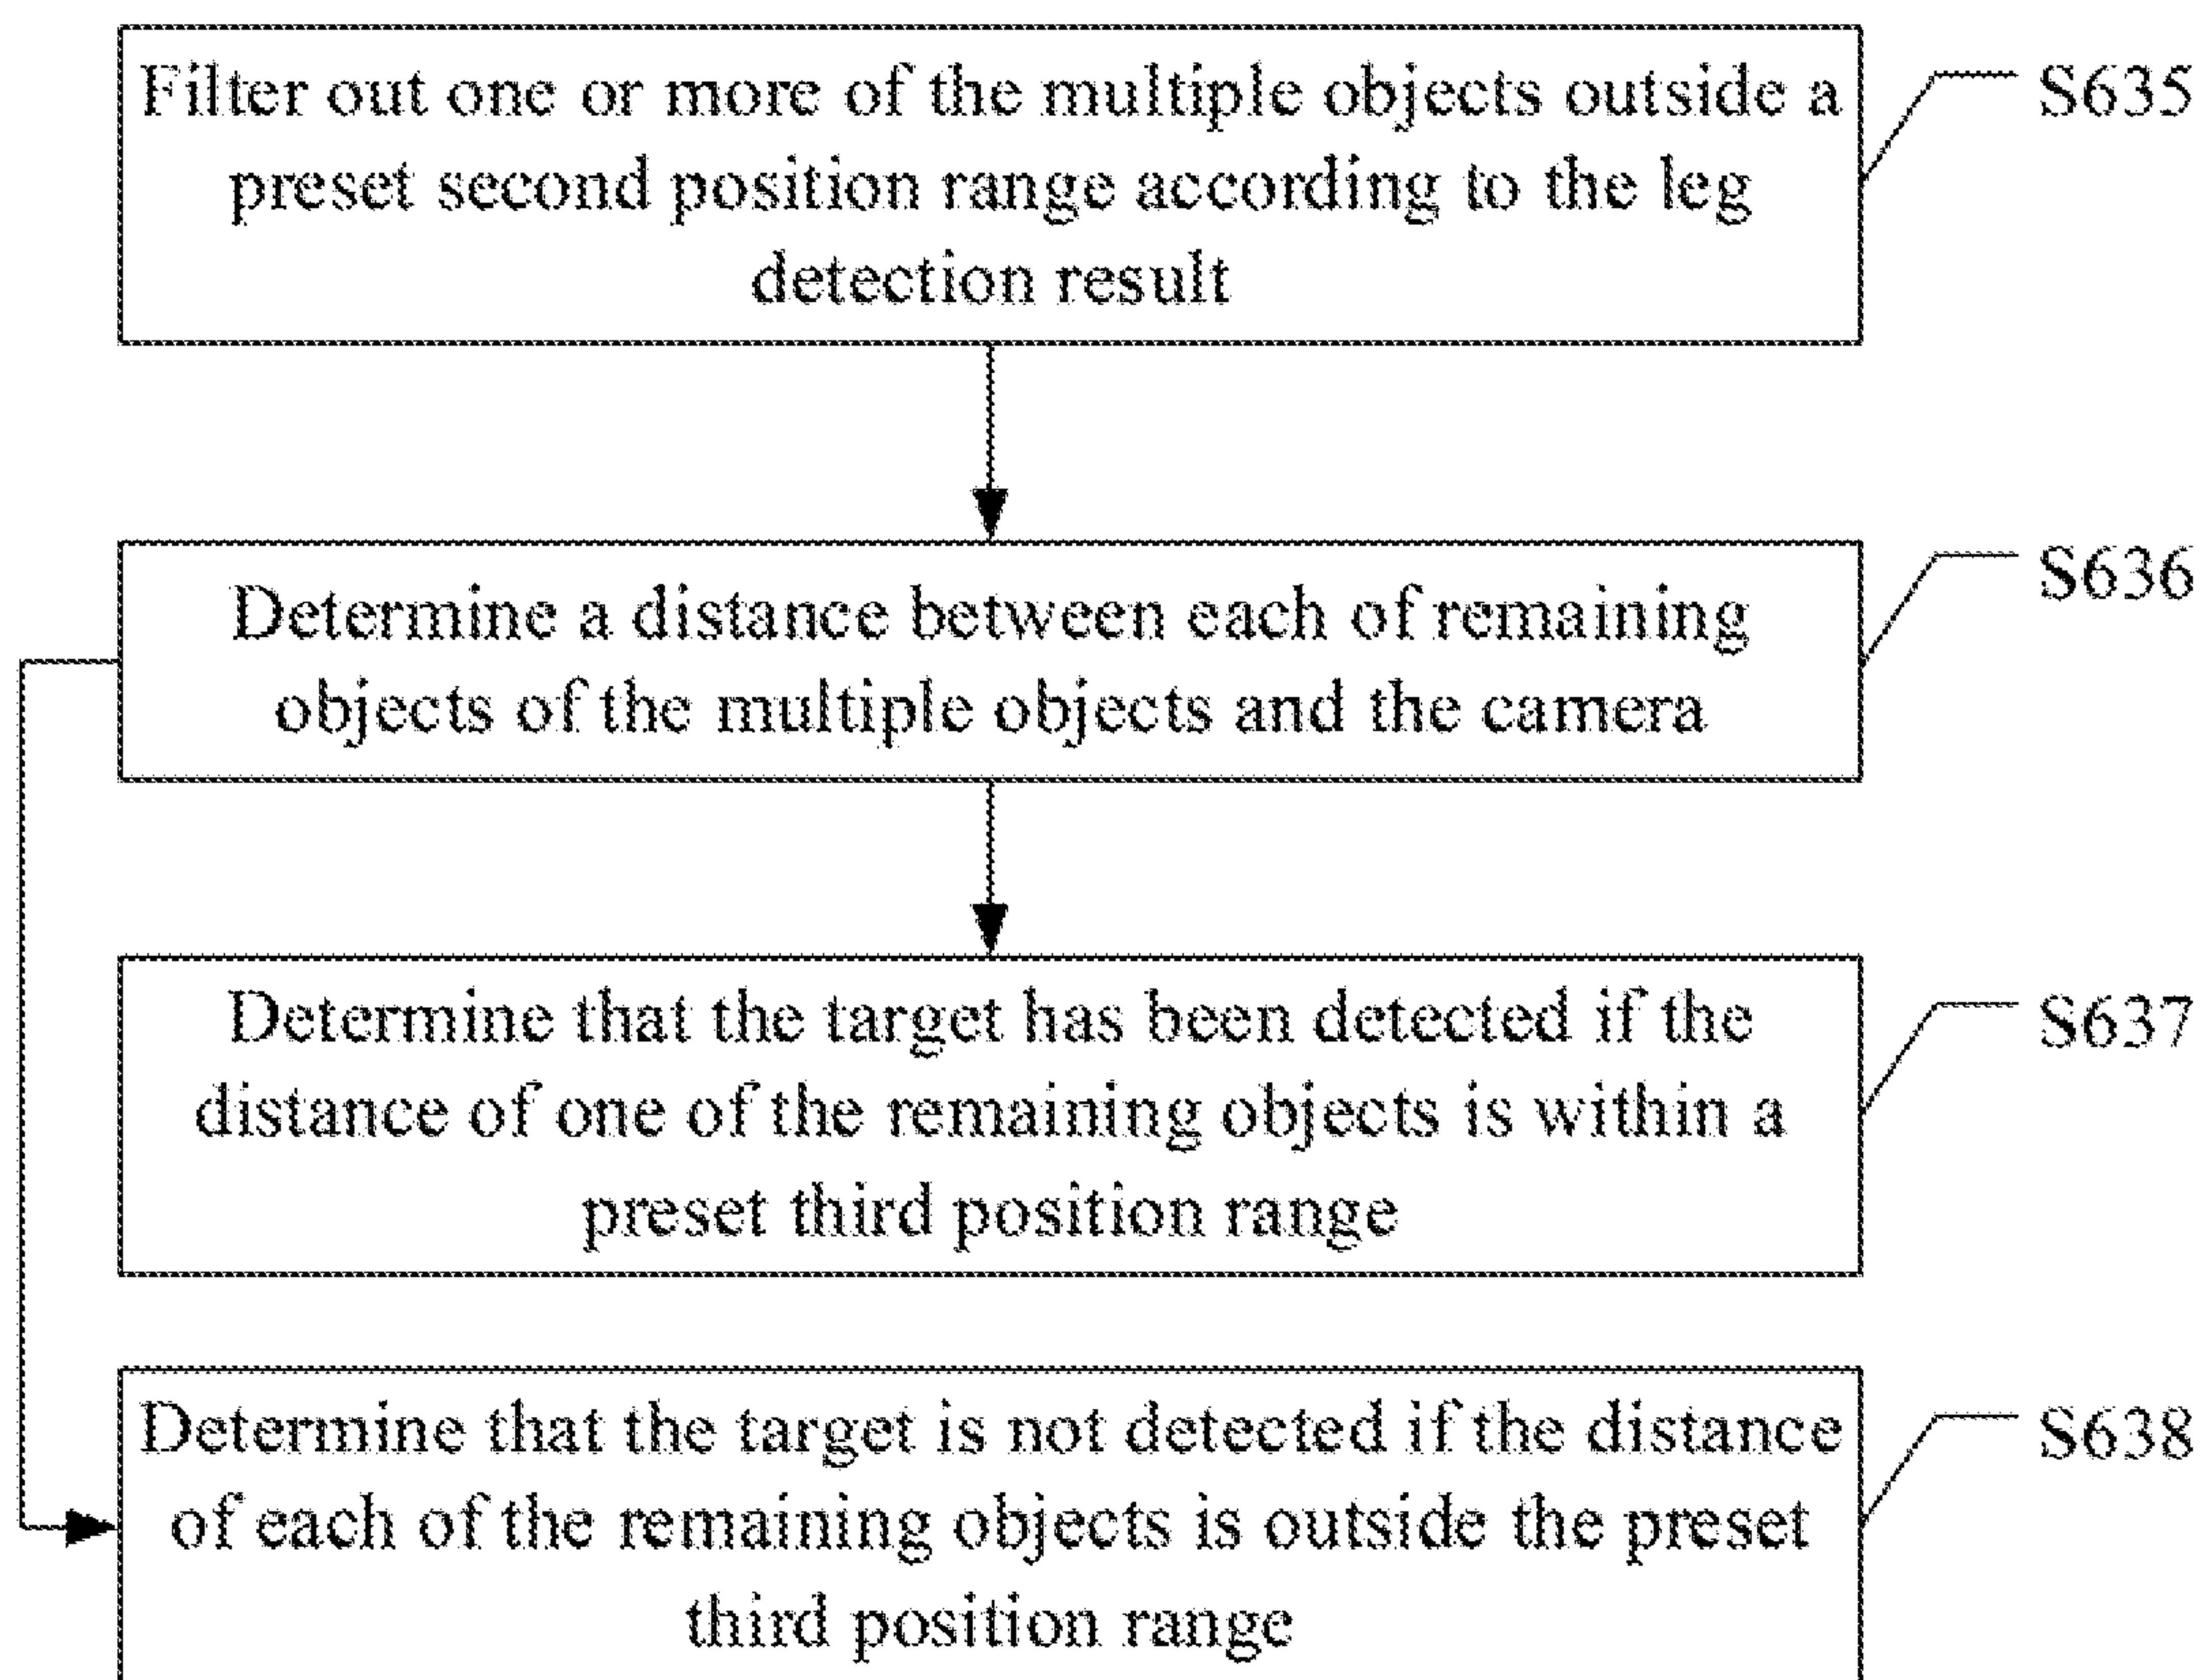 Filter out one or more of the multiple objects outside a
preset second position range according to the leg
detection result
S635
Determine a distance between each of remaining
objects of the multiple objects and the camera
S636
Determine that the target has been detected if the
distance of one of the remaining objects is within a
preset third position range
S637
Determine that the target is not detected if the distance
of each of the remaining objects is outside the preset
third position range
S638